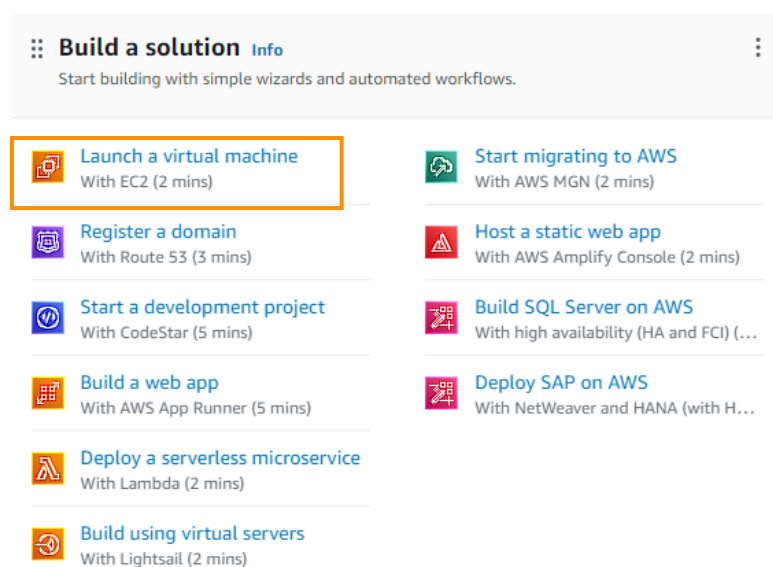 Build a solution Info
Start building with simple wizards and automated workflows.
Launch a virtual machine
With EC2 (2 mins)
Register a domain
With Route 53 (3 mins)
Start a development project
With CodeStar (5 mins)
Build a web app
With AWS App Runner (5 mins)
Deploy a serverless microservice
With Lambda (2 mins)
Build using virtual servers
With Lightsail (2 mins)
Start migrating to AWS
With AWS MGN (2 mins)
Host a static web app
With AWS Amplify Console (2 mins)
Build SQL Server on AWS
With high availability (HA and FCI) (...
Deploy SAP on AWS
With NetWeaver and HANA (with H...